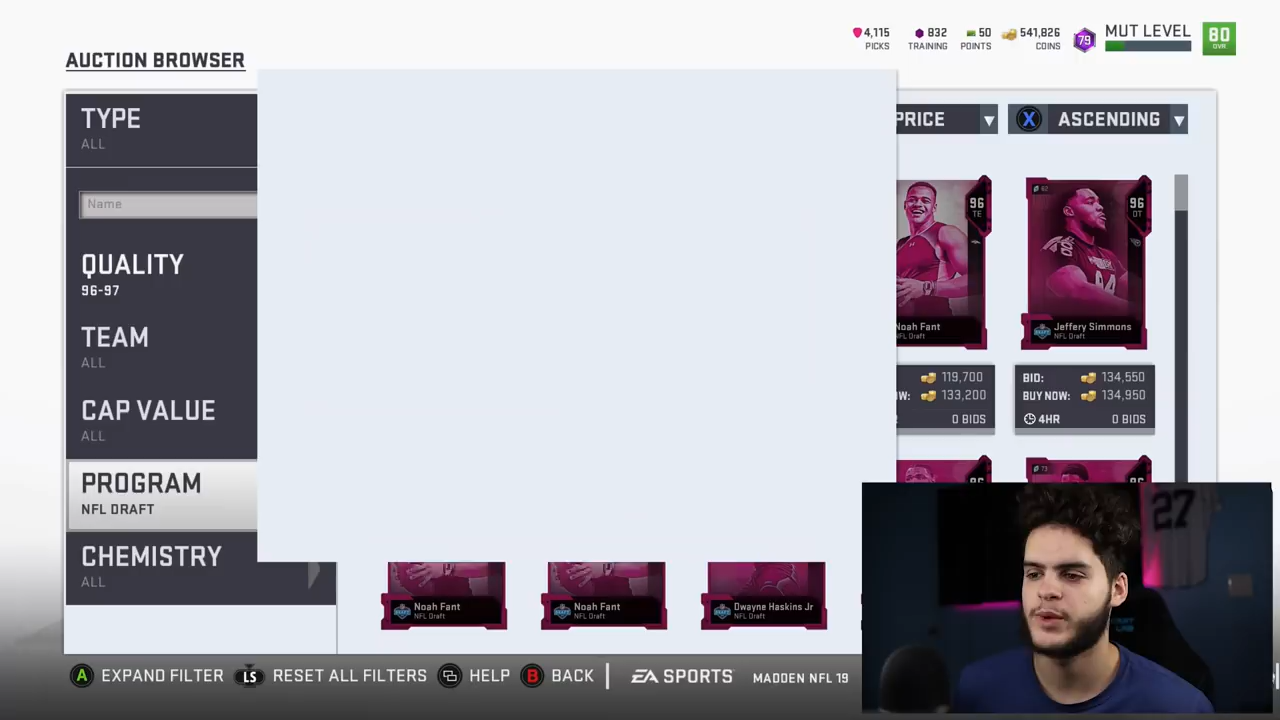 AUCTION BROWSER
4,115
PICKS
832
TRAINING
50
POINTS
541,826
COINS
79
MUT LEVEL
80
OVR
TYPE
ALL
Name
QUALITY
96-97
TEAM
ALL
CAP VALUE
ALL
PROGRAM
NFL DRAFT
CHEMISTRY
ALL
PRICE
X ASCENDING
96
TE
Noah Fant
NFL Draft
119,700
133,200
0 BIDS
82
96
DT
Jeffery Simmons
NFL Draft
BID: 134,550
BUY NOW: 134,950
4HR 0 BIDS
73
Noah Fant
NFL Draft
Noah Fant
NFL Draft
Dwayne Haskins Jr
NFL Draft
27
A EXPAND FILTER LS RESET ALL FILTERS HELP B BACK EA SPORTS MADDEN NFL 19